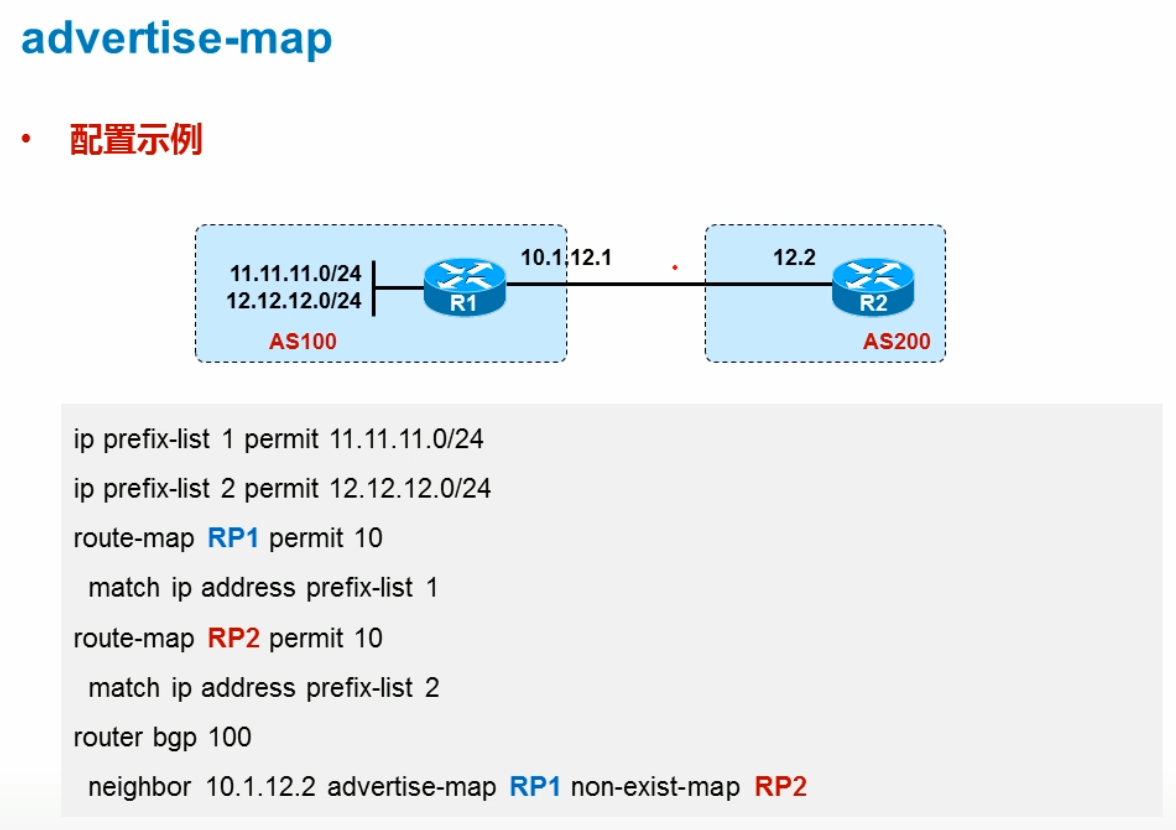 advertise-map
• 配置示例
10.1.12.1
12.2
11.11.11.0/24
12.12.12.0/24
R1
R2
AS100
AS200
ip prefix-list 1 permit 11.11.11.0/24
ip prefix-list 2 permit 12.12.12.0/24
route-map RP1 permit 10
match ip address prefix-list 1
route-map RP2 permit 10
match ip address prefix-list 2
router bgp 100
neighbor 10.1.12.2 advertise-map RP1 non-exist-map RP2